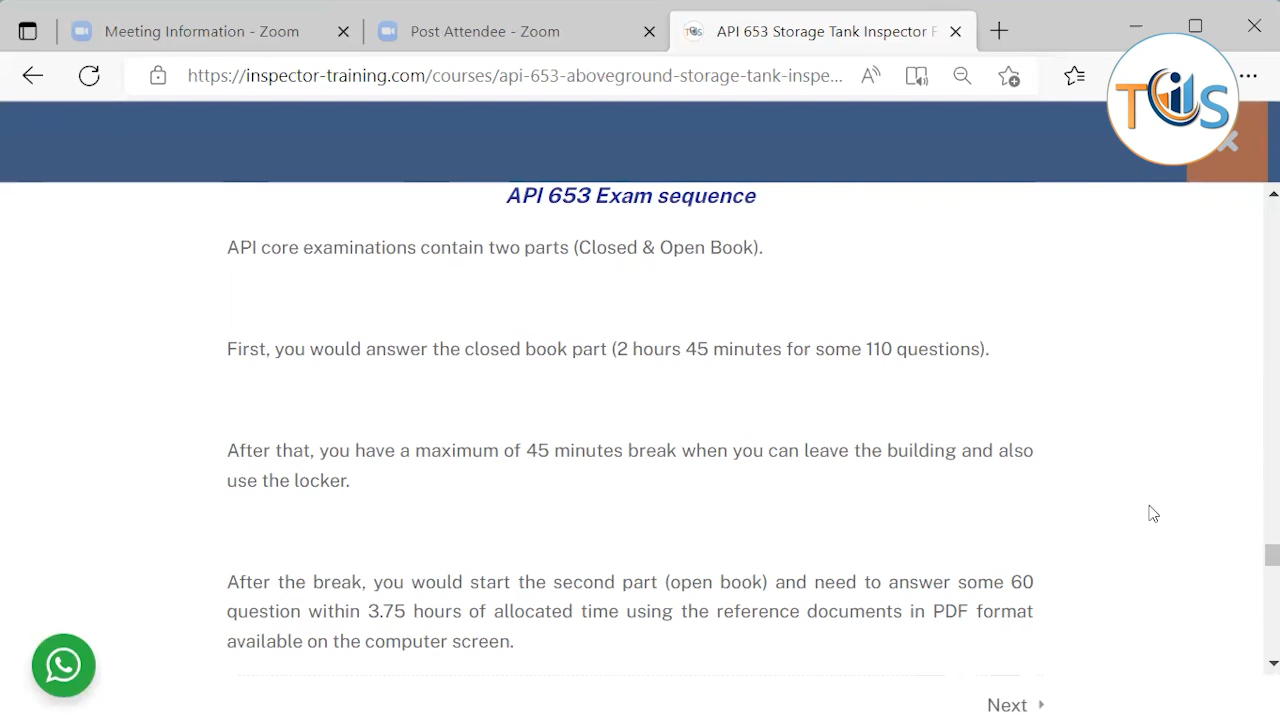 Meeting Information - Zoom
Post Attendee - Zoom
API 653 Storage Tank Inspector F
https://inspector-training.com/courses/api-653-aboveground-storage-tank-inspe...
TIS
API 653 Exam sequence
API core examinations contain two parts (Closed & Open Book).
First, you would answer the closed book part (2 hours 45 minutes for some 110 questions).
After that, you have a maximum of 45 minutes break when you can leave the building and also
use the locker.
After the break, you would start the second part (open book) and need to answer some 60
question within 3.75 hours of allocated time using the reference documents in PDF format
available on the computer screen.
Next